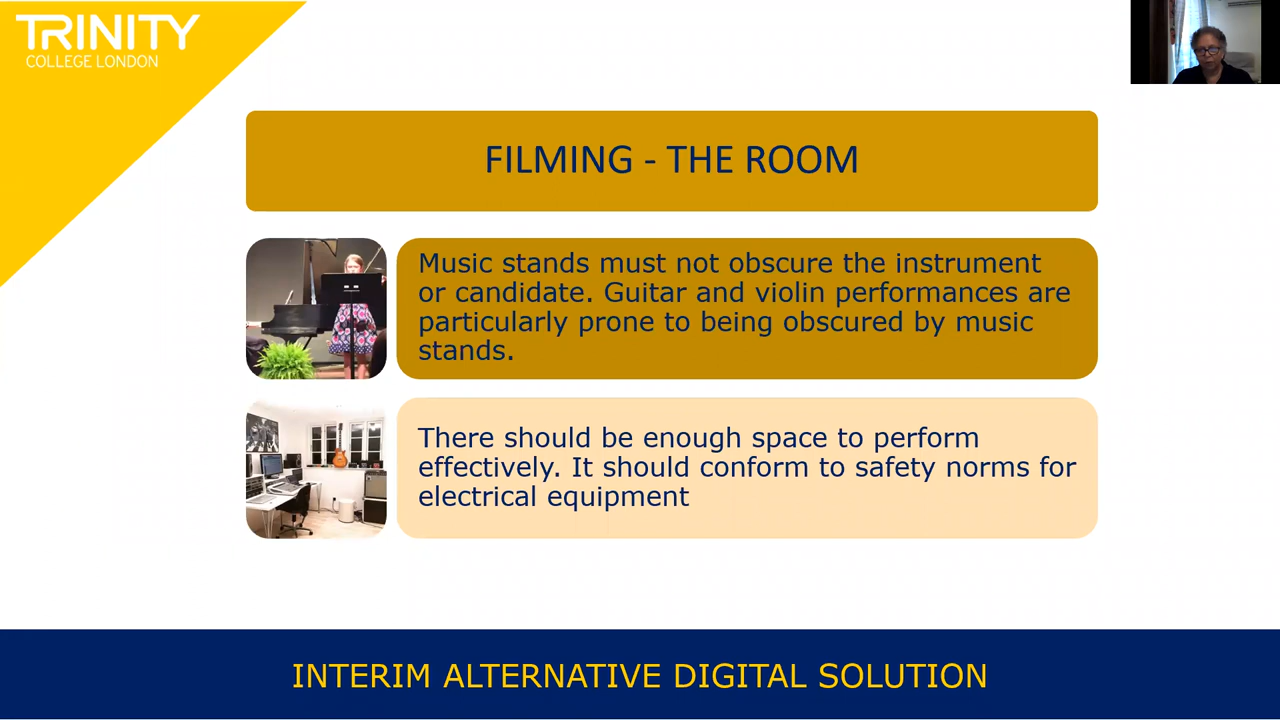 TRINITY
COLLEGE LONDON
FILMING - THE ROOM
Music stands must not obscure the instrument
or candidate. Guitar and violin performances are
particularly prone to being obscured by music
stands.
There should be enough space to perform
effectively. It should conform to safety norms for
electrical equipment
INTERIM ALTERNATIVE DIGITAL SOLUTION